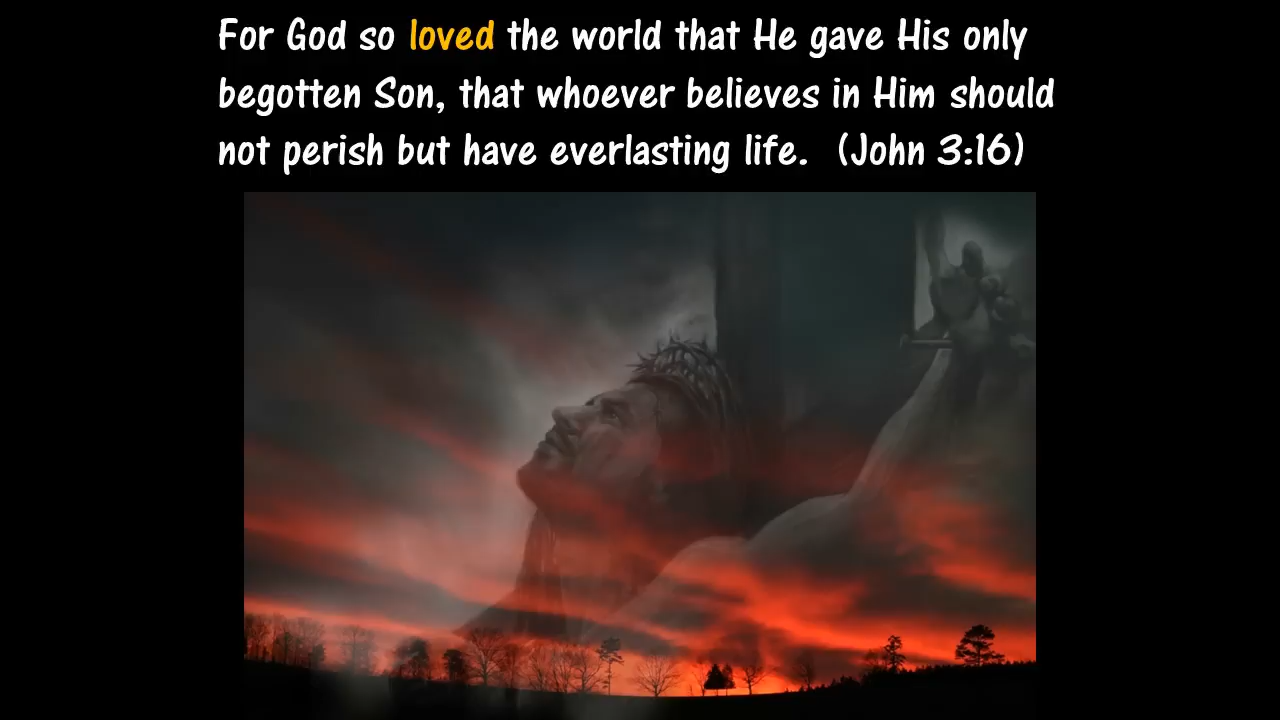 For God so loved the world that He gave His only
begotten Son, that whoever believes in Him should
not perish but have everlasting life.  (John 3:16)